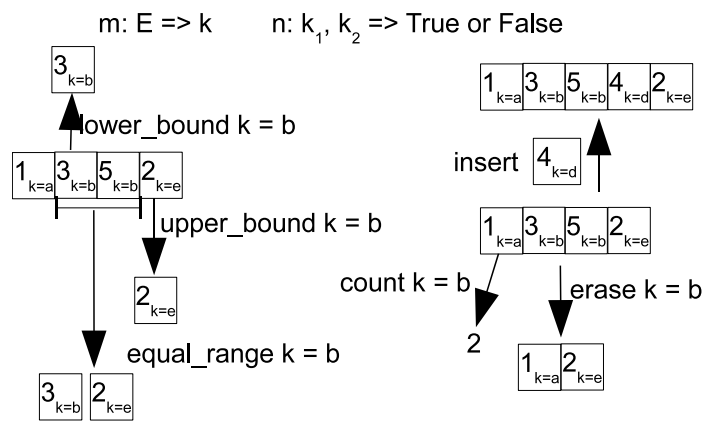 m: E => k n: k1, k2 => True or False
3k=b
lower_bound k = b
1k=a 3k=b 5k=b 2k=e
upper_bound k = b
2k=e
equal_range k = b
3k=b 2k=e
1k=a 3k=b 5k=b 4k=d 2k=e
insert 4k=d
1k=a 3k=b 5k=b 2k=e
count k = b
erase k = b
2
1k=a 2k=e